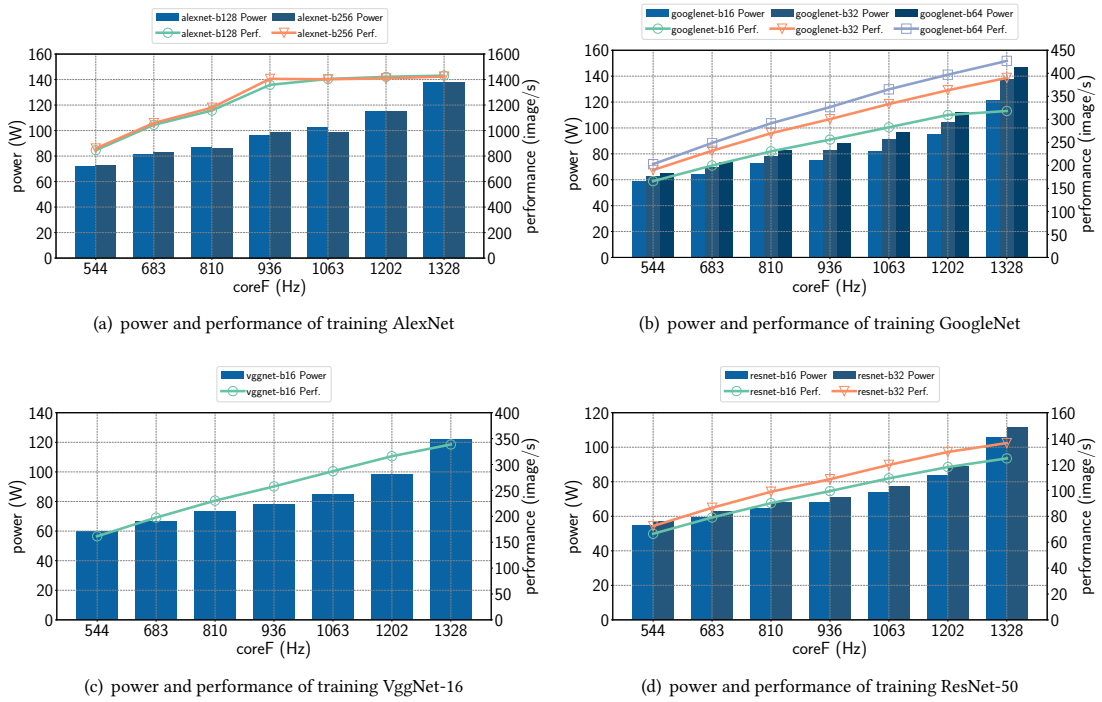 alexnet-b128 Power alexnet-b256 Power
alexnet-b128 Perf. alexnet-b256 Perf.
160 1600
140 1400
120 1200
100 1000
80 800
60 600
40 400
20 200
0 0
power (W)
performance (image/s)
544 683 810 936 1063 1202 1328
coreF (Hz)
(a) power and performance of training AlexNet
googlenet-b16 Power googlenet-b32 Power googlenet-b64 Power
googlenet-b16 Perf. googlenet-b32 Perf. googlenet-b64 Perf.
160 450
140 400
120 350
100 300
80 250
60 200
40 150
20 100
0 50
0
power (W)
performance (image/s)
544 683 810 936 1063 1202 1328
coreF (Hz)
(b) power and performance of training GoogleNet
vggnet-b16 Power
vggnet-b16 Perf.
140 400
120 350
100 300
80 250
60 200
40 150
20 100
0 50
0
power (W)
performance (image/s)
544 683 810 936 1063 1202 1328
coreF (Hz)
(c) power and performance of training VggNet-16
resnet-b16 Power resnet-b32 Power
resnet-b16 Perf. resnet-b32 Perf.
120 160
100 140
80 120
60 100
40 80
20 60
0 40
20
0
power (W)
performance (image/s)
544 683 810 936 1063 1202 1328
coreF (Hz)
(d) power and performance of training ResNet-50